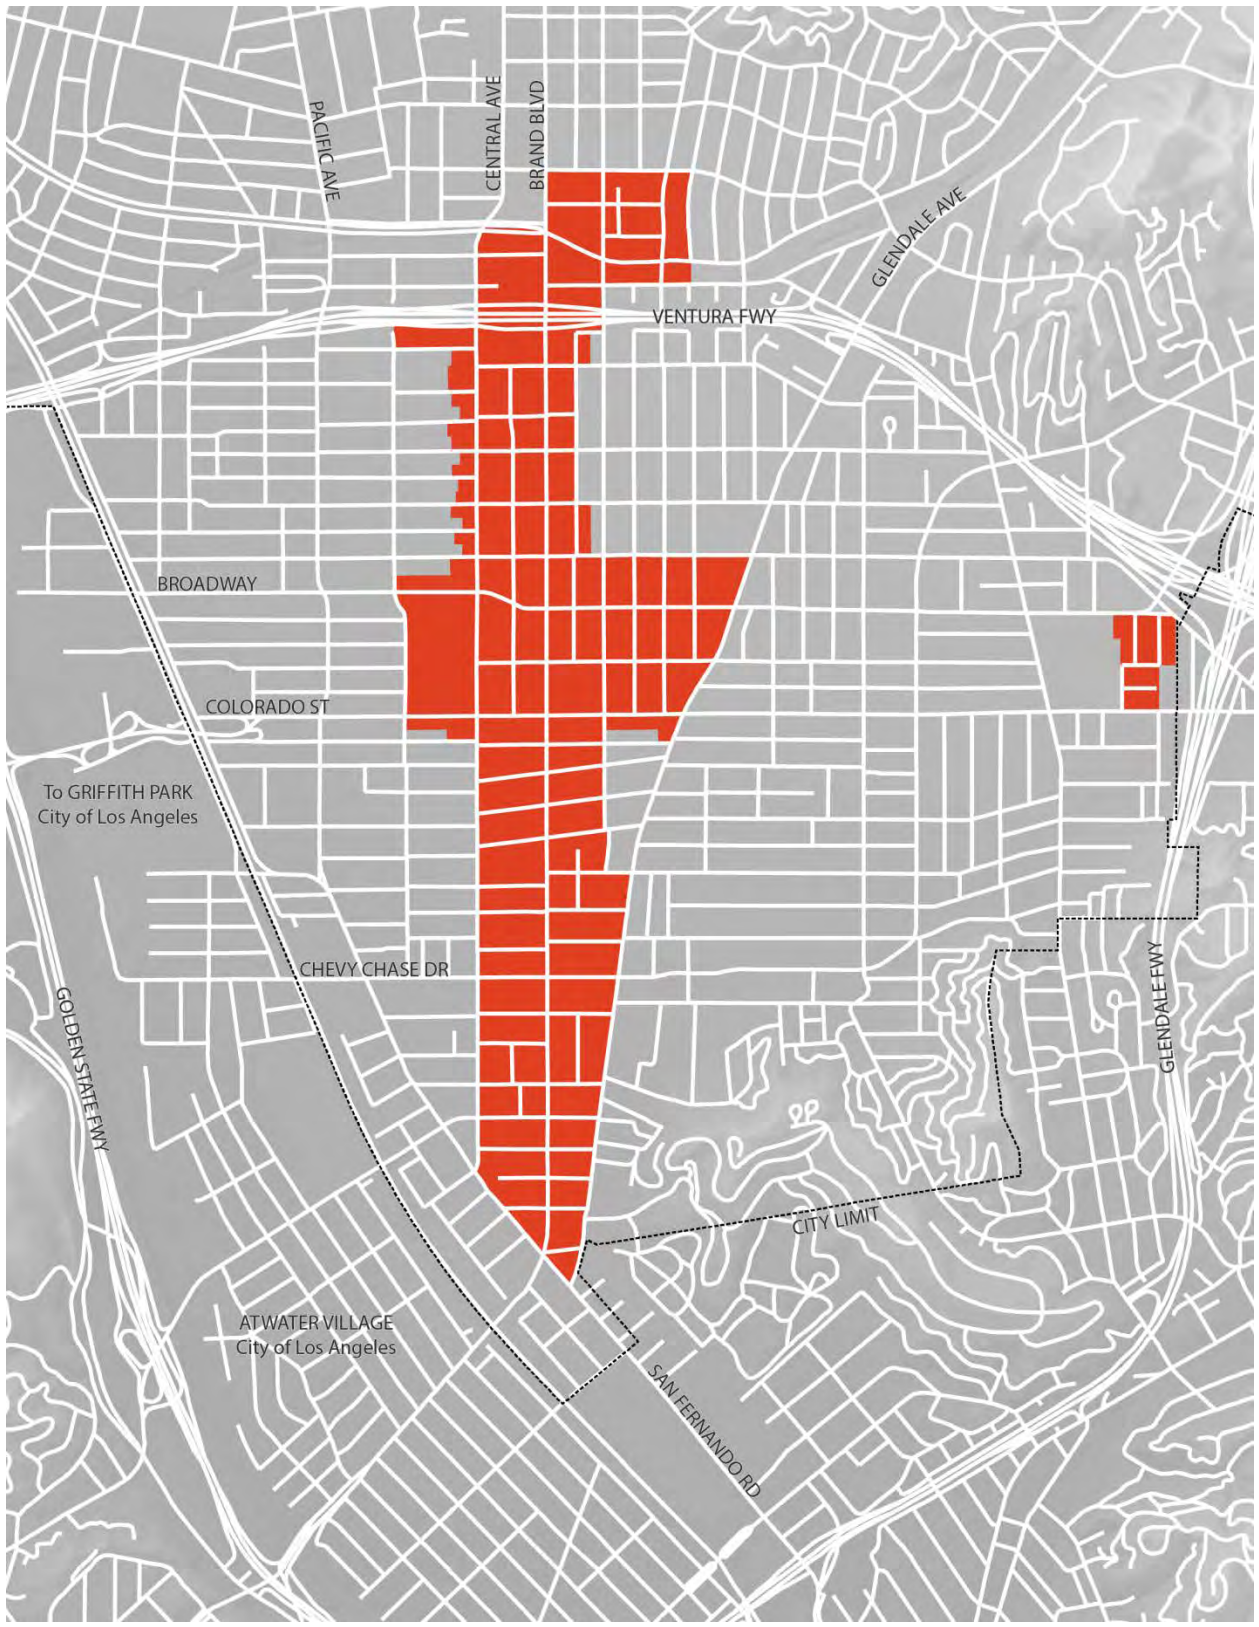 PACIFIC AVE
CENTRAL AVE
BRAND BLVD
GLENDALE AVE
VENTURA FWY
BROADWAY
COLORADO ST
To GRIFFITH PARK
City of Los Angeles
CHEVY CHASE DR
GOLDEN STATE FWY
GLENDALE FWY
CITY LIMIT
ATWATER VILLAGE
City of Los Angeles
SAN FERNANDO RD